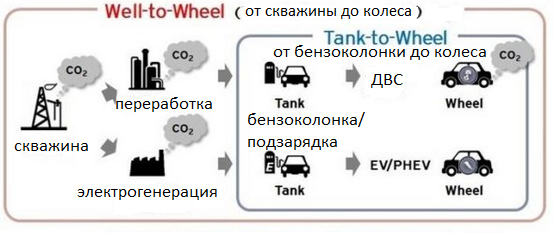 Well-to-Wheel ( от скважины до колеса )
Tank-to-Wheel
от бензоколонки до колеса
CO₂
CO₂
CO₂
CO₂
переработка
Tank
ДВС
Wheel
скважина
бензоколонка/
подзарядка
электрогенерация
E
Tank
EV/PHEV
Wheel